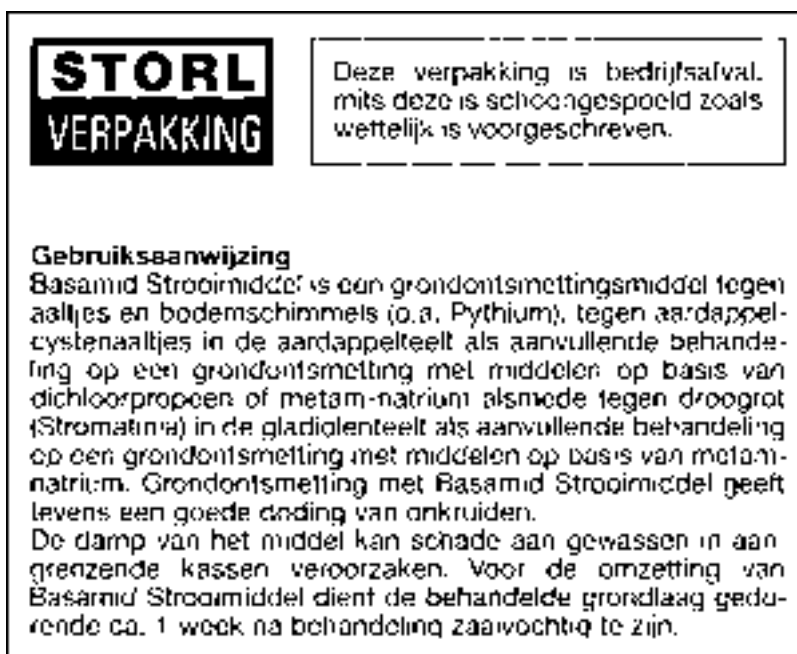 STORL
VERPAKKING
Deze verpakking is bedrijfsafval,
mits deze is schoongespoeld zoals
wettelijk is voorgeschreven.
Gebruiksaanwijzing
Basamid Strooimiddel is een grondontsmettingsmiddel tegen
aaltjes en bodemschimmels (o.a. Pythium), tegen aardappel-
cystenaaltjes in de aardappelteelt als aanvullende behande-
ling op een grondontsmetting met middelen op basis van
dichloorpropeen of metam-natrium alsmede tegen droogrot
(Stromatinia) in de gladiolenteelt als aanvullende behandeling
op een grondontsmetting met middelen op basis van metam-
natrium. Grondontsmetting met Basamid Strooimiddel geeft
tevens een goede doding van onkruiden.
De damp van het middel kan schade aan gewassen in aan-
grenzende kassen veroorzaken. Voor de omzetting van
Basamid Strooimiddel dient de behandelde grondlaag gedu-
rende ca. 1 week na behandeling zaaivochtig te zijn.